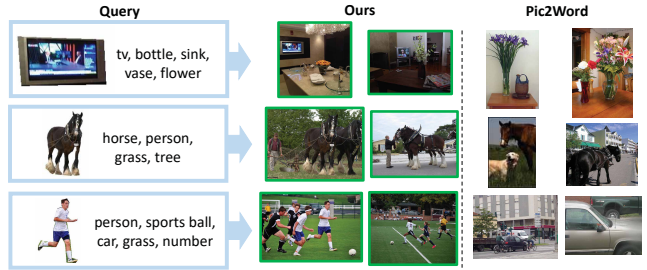 Query
Ours
Pic2Word
tv, bottle, sink,
vase, flower
horse, person,
grass, tree
person, sports ball,
car, grass, number